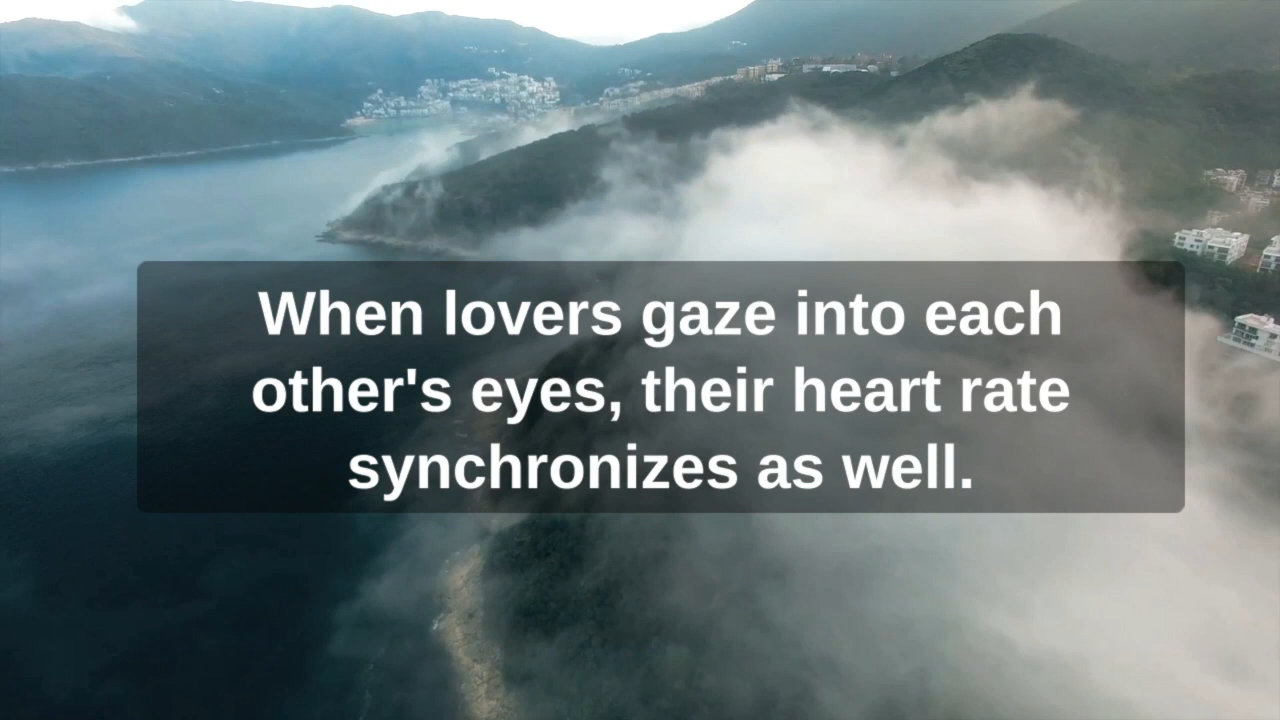 When lovers gaze into each
other's eyes, their heart rate
synchronizes as well.